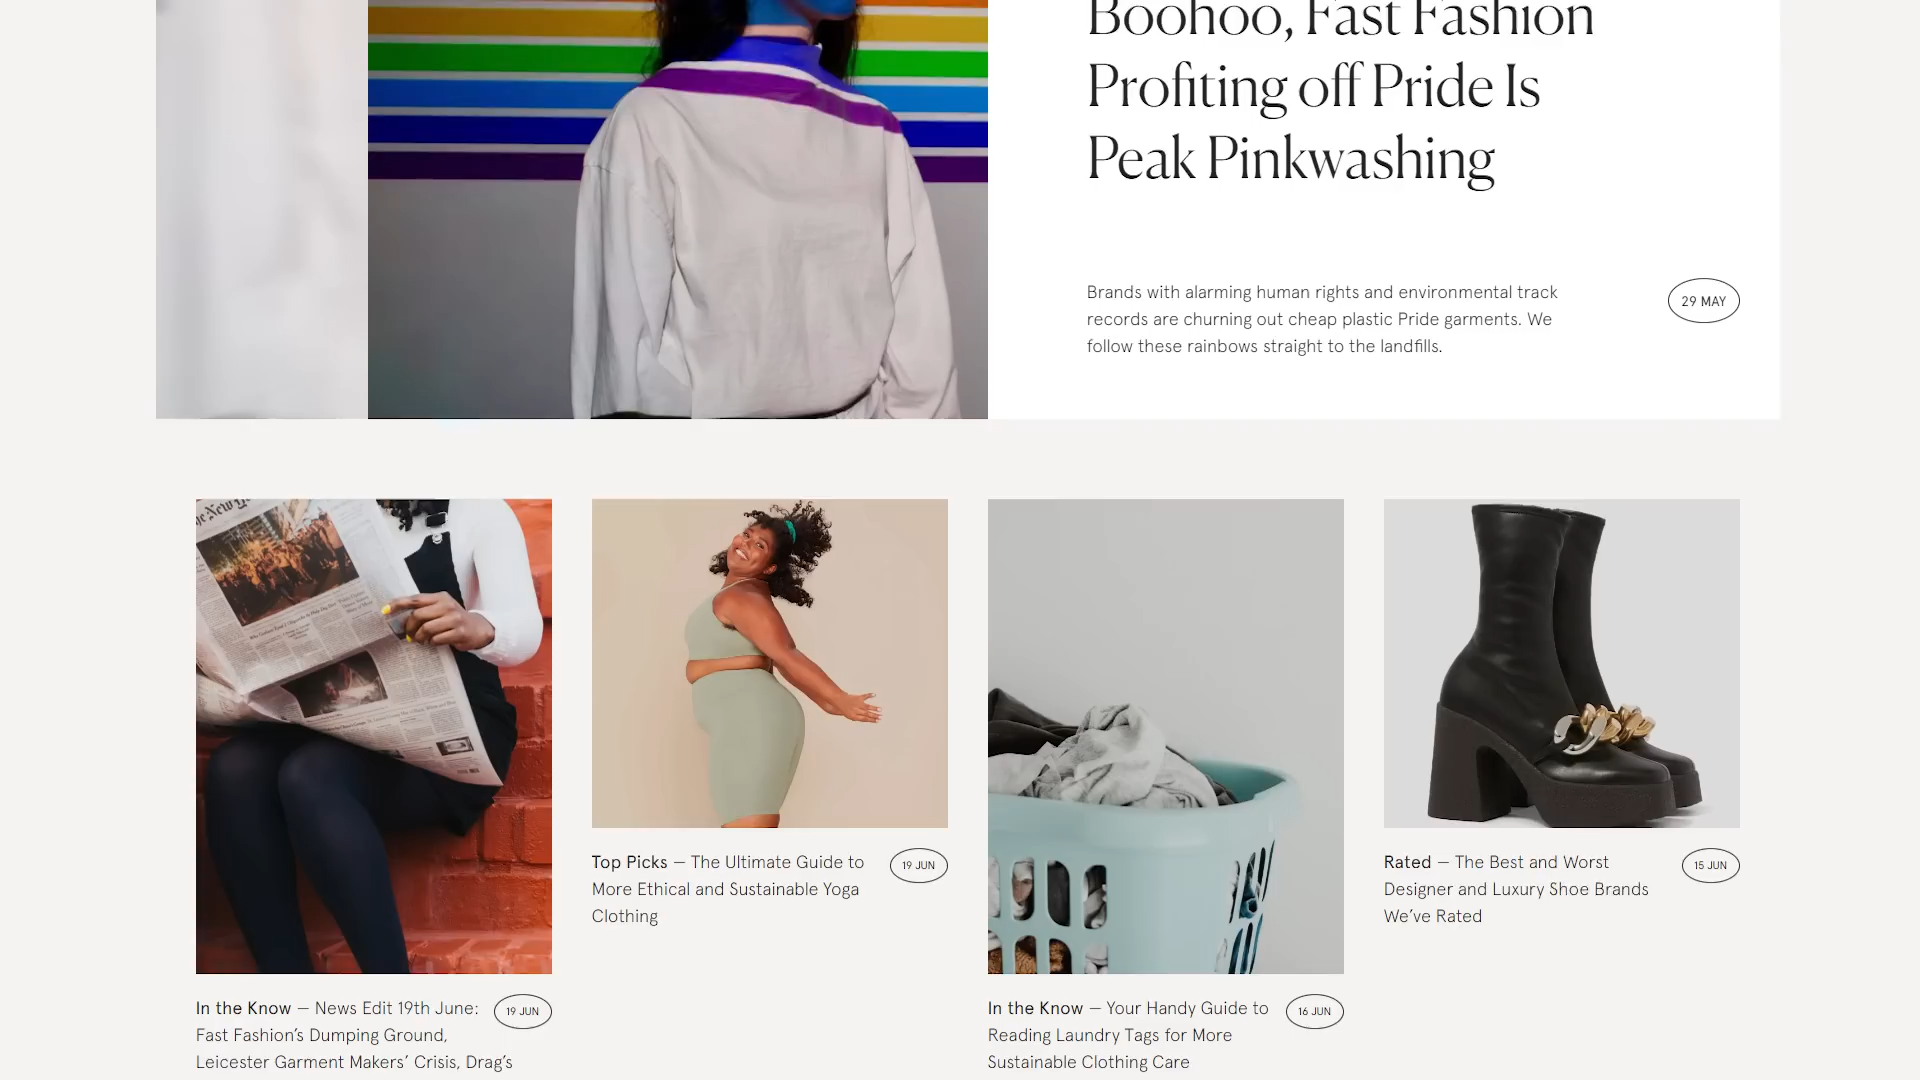 Boohoo, Fast Fashion
Profiting off Pride Is
Peak Pinkwashing
Brands with alarming human rights and environmental track
records are churning out cheap plastic Pride garments. We
follow these rainbows straight to the landfills.
29 MAY
In the Know — News Edit 19th June:
Fast Fashion’s Dumping Ground,
Leicester Garment Makers’ Crisis, Drag’s
19 JUN
Top Picks — The Ultimate Guide to
More Ethical and Sustainable Yoga
Clothing
19 JUN
In the Know — Your Handy Guide to
Reading Laundry Tags for More
Sustainable Clothing Care
16 JUN
Rated — The Best and Worst
Designer and Luxury Shoe Brands
We’ve Rated
15 JUN